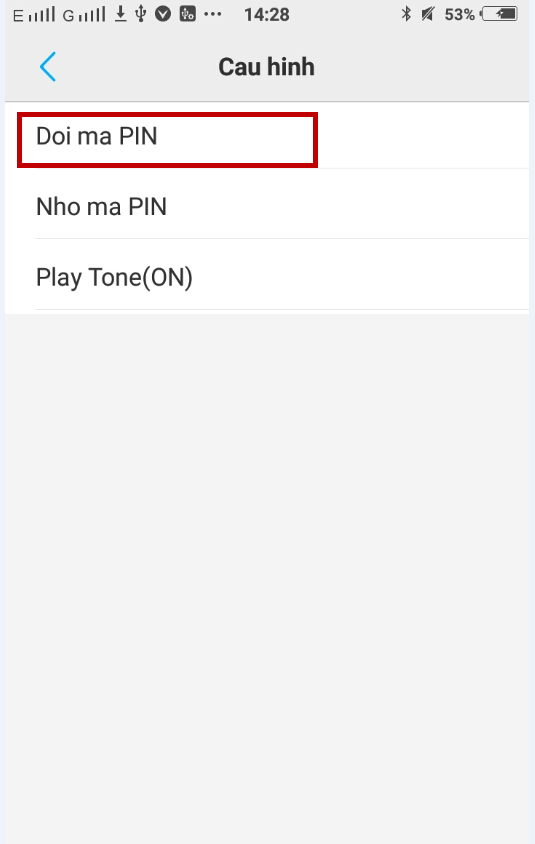 E G 14:28 53%
Cau hinh
Doi ma PIN
Nho ma PIN
Play Tone(ON)